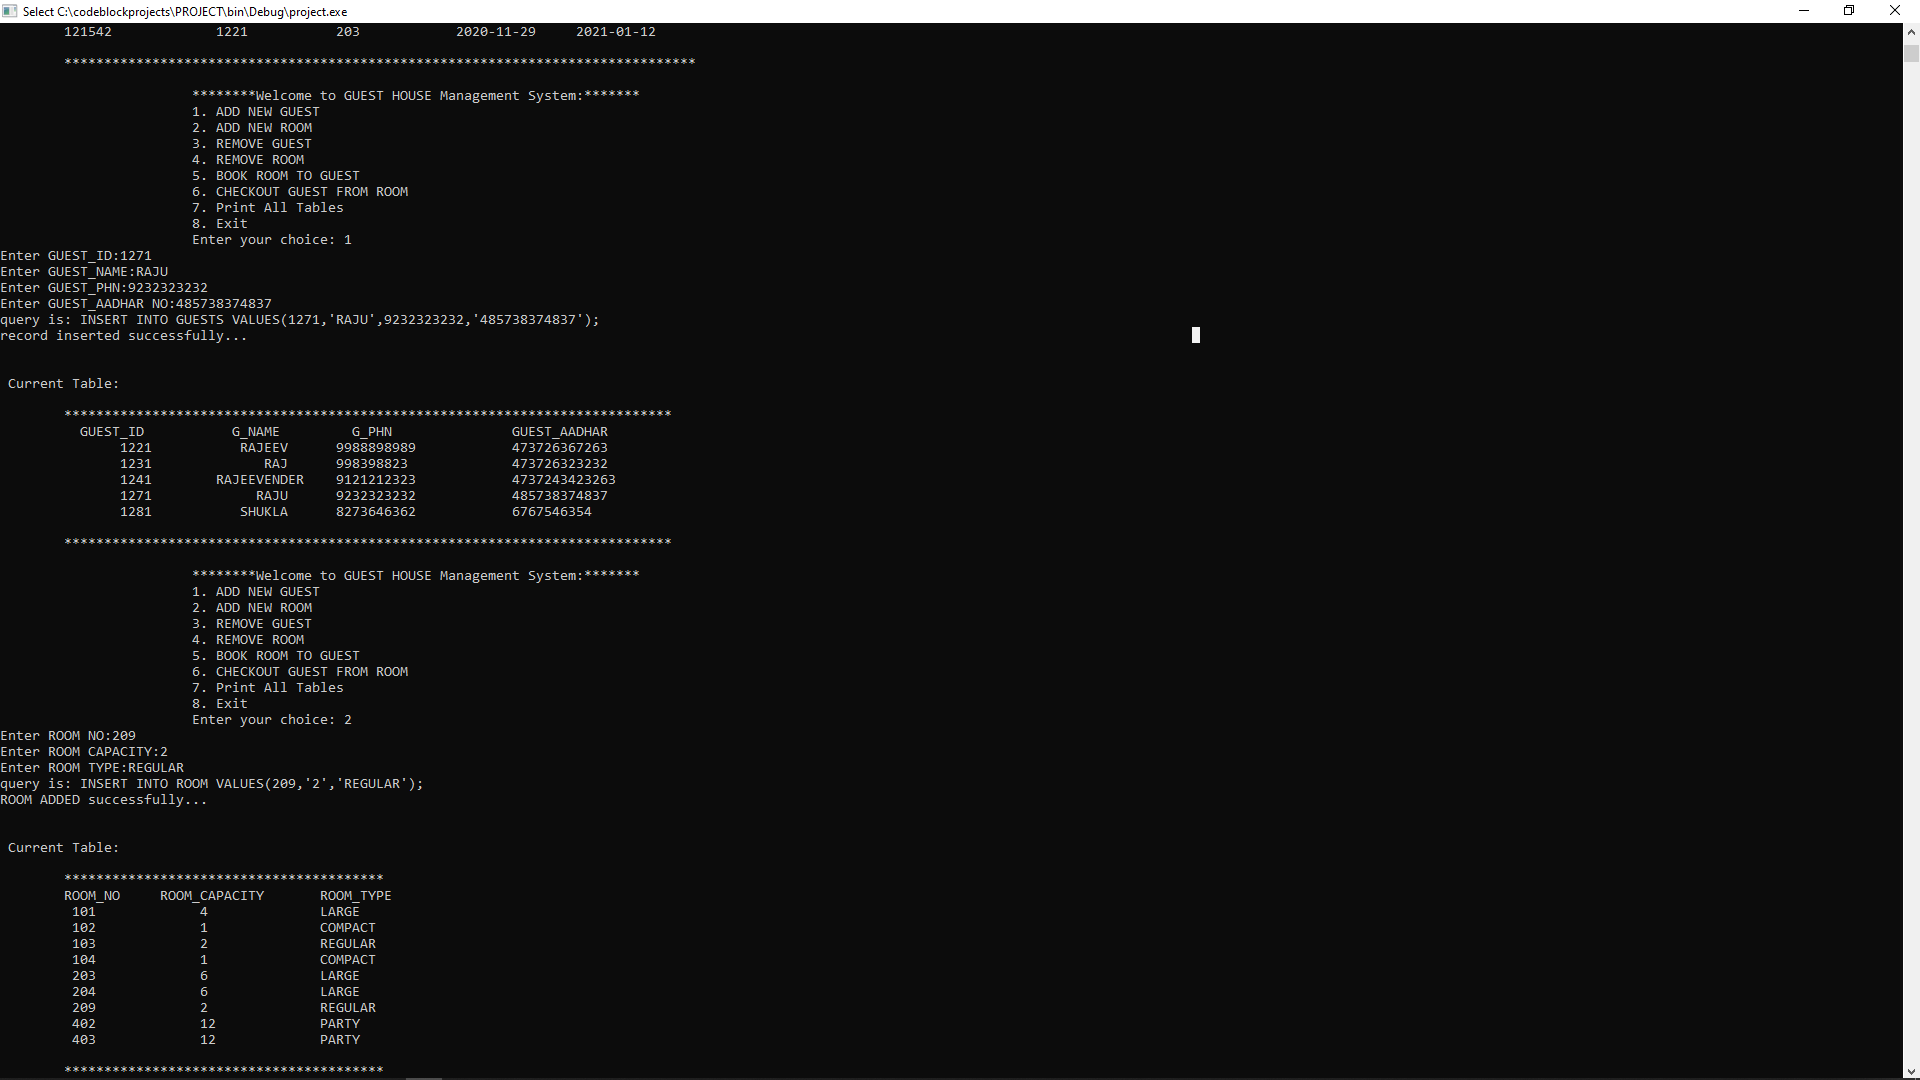 Select C:\codeblockprojects\PROJECT\bin\Debug\project.exe
121542 1221 203 2020-11-29 2021-01-12
*******************************************************************************
********Welcome to GUEST HOUSE Management System:*******
1. ADD NEW GUEST
2. ADD NEW ROOM
3. REMOVE GUEST
4. REMOVE ROOM
5. BOOK ROOM TO GUEST
6. CHECKOUT GUEST FROM ROOM
7. Print All Tables
8. Exit
Enter your choice: 1
Enter GUEST_ID:1271
Enter GUEST_NAME:RAJU
Enter GUEST_PHN:9232323232
Enter GUEST_AADHAR NO:485738374837
query is: INSERT INTO GUESTS VALUES(1271,'RAJU',9232323232,'485738374837');
record inserted successfully...
Current Table:
****************************************************************************
GUEST_ID G_NAME G_PHN GUEST_AADHAR
1221 RAJEEV 9988898989 473726367263
1231 RAJ 998398823 473726323232
1241 RAJEEVENDER 9121212323 4737243423263
1271 RAJU 9232323232 485738374837
1281 SHUKLA 8273646362 6767546354
****************************************************************************
********Welcome to GUEST HOUSE Management System:*******
1. ADD NEW GUEST
2. ADD NEW ROOM
3. REMOVE GUEST
4. REMOVE ROOM
5. BOOK ROOM TO GUEST
6. CHECKOUT GUEST FROM ROOM
7. Print All Tables
8. Exit
Enter your choice: 2
Enter ROOM NO:209
Enter ROOM CAPACITY:2
Enter ROOM TYPE:REGULAR
query is: INSERT INTO ROOM VALUES(209,'2','REGULAR');
ROOM ADDED successfully...
Current Table:
****************************************
ROOM_NO ROOM_CAPACITY ROOM_TYPE
101 4 LARGE
102 1 COMPACT
103 2 REGULAR
104 1 COMPACT
203 6 LARGE
204 6 LARGE
209 2 REGULAR
402 12 PARTY
403 12 PARTY
****************************************